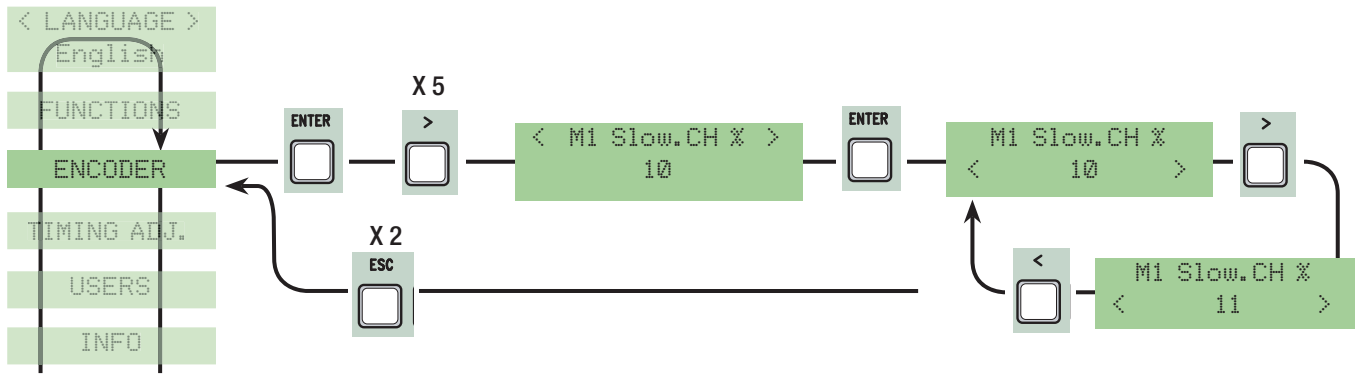 < LANGUAGE >
English
FUNCTIONS
ENCODER
TIMING ADJ.
USERS
INFO
ENTER
X 5
>
< M1 Slow.CH % >
10
ENTER
M1 Slow.CH %
< 10 >
>
<
M1 Slow.CH %
< 11 >
X 2
ESC